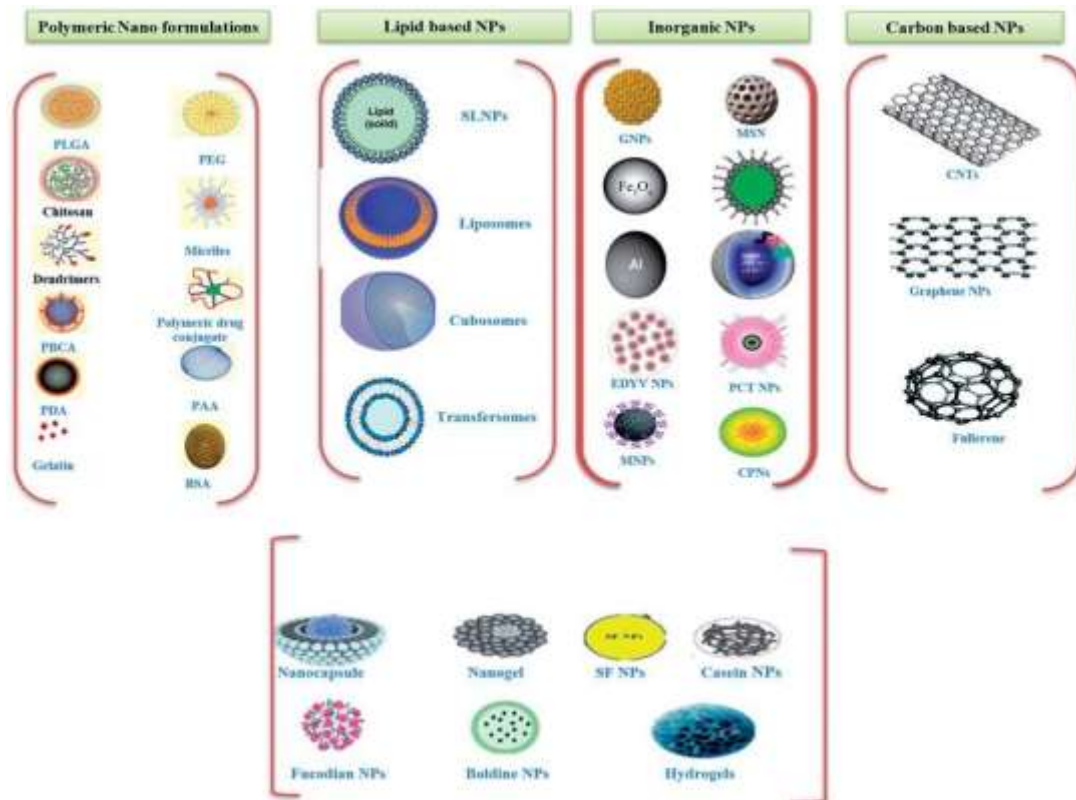 Polymeric Nano formulations
Lipid based NPs
Inorganic NPs
Carbon based NPs
PLGA
PEG
Chitosan
Micelles
Dendrimers
Polymeric drug
conjugate
PBCA
PDA
PAA
Gelatin
BSA
Lipid
(solid)
SLNPs
Liposomes
Cubosomes
Transfersomes
GNPs
MSN
Al
EDYV NPs
PCT NPs
MNPs
CPNs
CNTs
Graphene NPs
Fullerene
Nanocapsule
Nanogel
SF NPs
SF NPs
Casein NPs
Fucodian NPs
Boldine NPs
Hydrogels